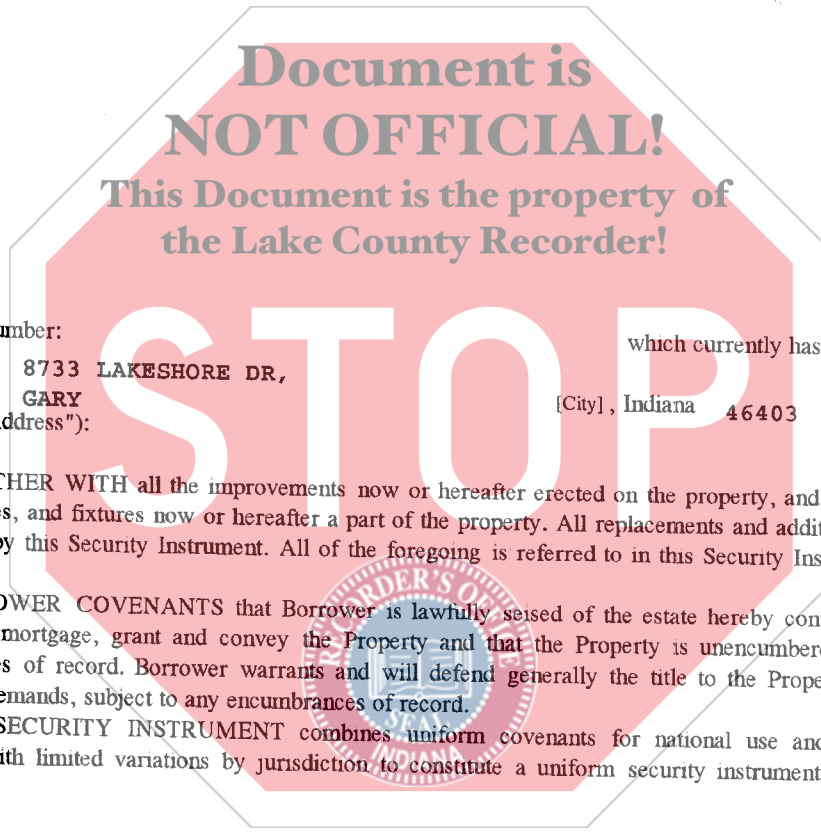 Document is
NOT OFFICIAL!
This Document is the property of
the Lake County Recorder!
STOP
umber:
which currently has
8733 LAKESHORE DR,
GARY
[City] , Indiana 46403
ddress"):
THER WITH all the improvements now or hereafter erected on the property, and
s, and fixtures now or hereafter a part of the property. All replacements and addit
by this Security Instrument. All of the foregoing is referred to in this Security Ins
OWER COVENANTS that Borrower is lawfully seised of the estate hereby con
mortgage, grant and convey the Property and that the Property is unencumbere
s of record. Borrower warrants and will defend generally the title to the Prope
emands, subject to any encumbrances of record.
SECURITY INSTRUMENT combines uniform covenants for national use and
ith limited variations by jurisdiction to constitute a uniform security instrument
RECORDER'S OFFICE
SEAL
INDIANA